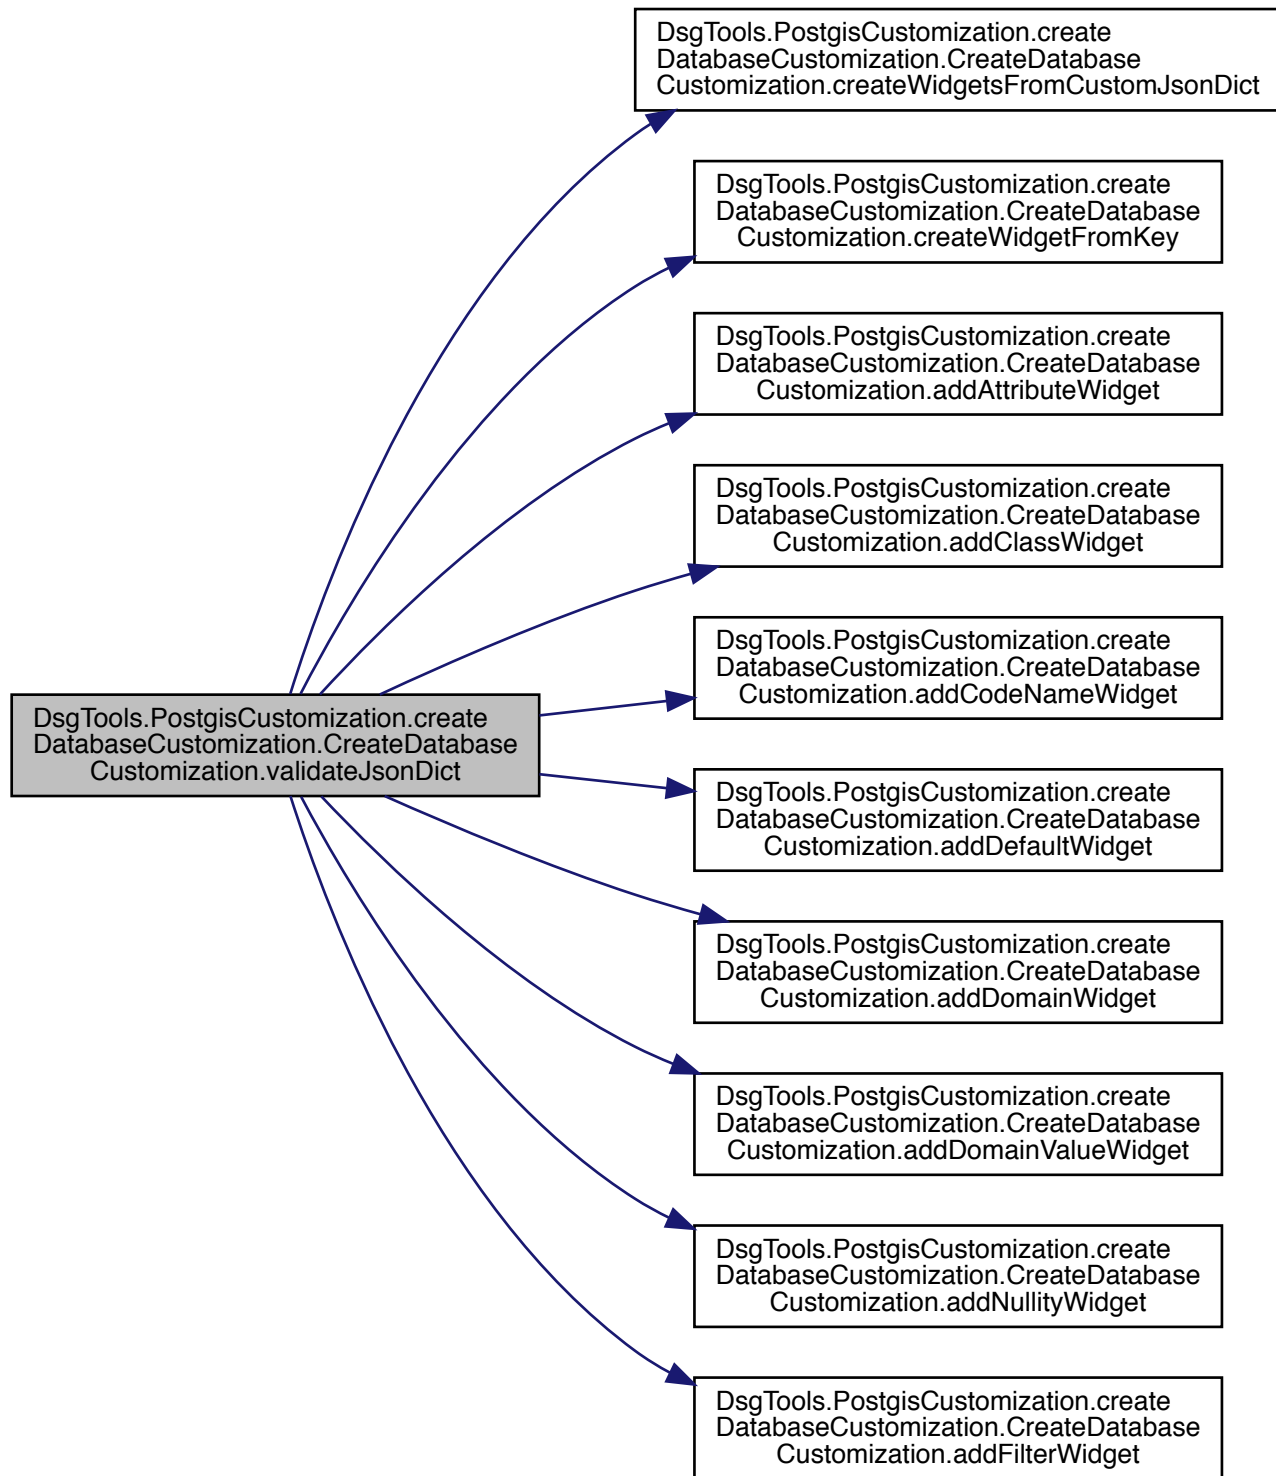 DsgTools.PostgisCustomization.create
DatabaseCustomization.CreateDatabase
Customization.createWidgetsFromCustomJsonDict
DsgTools.PostgisCustomization.create
DatabaseCustomization.CreateDatabase
Customization.createWidgetFromKey
DsgTools.PostgisCustomization.create
DatabaseCustomization.CreateDatabase
Customization.addAttributeWidget
DsgTools.PostgisCustomization.create
DatabaseCustomization.CreateDatabase
Customization.addClassWidget
DsgTools.PostgisCustomization.create
DatabaseCustomization.CreateDatabase
Customization.addCodeNameWidget
DsgTools.PostgisCustomization.create
DatabaseCustomization.CreateDatabase
Customization.validateJsonDict
DsgTools.PostgisCustomization.create
DatabaseCustomization.CreateDatabase
Customization.addDefaultWidget
DsgTools.PostgisCustomization.create
DatabaseCustomization.CreateDatabase
Customization.addDomainWidget
DsgTools.PostgisCustomization.create
DatabaseCustomization.CreateDatabase
Customization.addDomainValueWidget
DsgTools.PostgisCustomization.create
DatabaseCustomization.CreateDatabase
Customization.addNullityWidget
DsgTools.PostgisCustomization.create
DatabaseCustomization.CreateDatabase
Customization.addFilterWidget